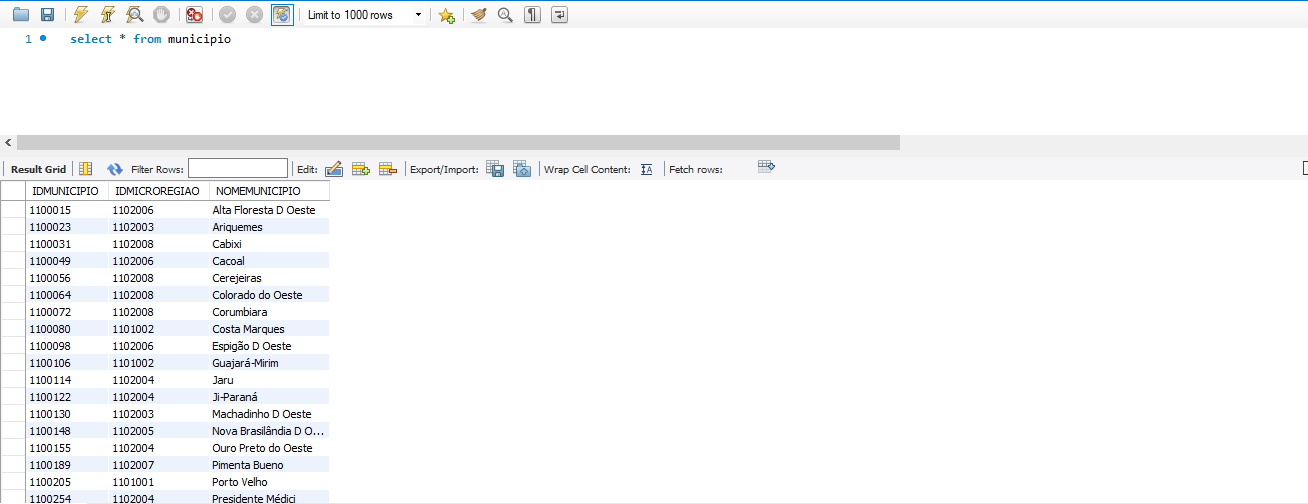 Limit to 1000 rows
1 select * from municipio
Result Grid Filter Rows: Edit: Export/Import: Wrap Cell Content: Fetch rows:
IDMUNICIPIO IDMICROREGIAO NOMEMUNICIPIO
1100015 1102006 Alta Floresta D Oeste
1100023 1102003 Ariquemes
1100031 1102008 Cabixi
1100049 1102006 Cacoal
1100056 1102008 Cerejeiras
1100064 1102008 Colorado do Oeste
1100072 1102008 Corumbiara
1100080 1101002 Costa Marques
1100098 1102006 Espigão D Oeste
1100106 1101002 Guajará-Mirim
1100114 1102004 Jaru
1100122 1102004 Ji-Paraná
1100130 1102003 Machadinho D Oeste
1100148 1102005 Nova Brasilândia D O...
1100155 1102004 Ouro Preto do Oeste
1100189 1102007 Pimenta Bueno
1100205 1101001 Porto Velho
1100254 1102004 Presidente Médici